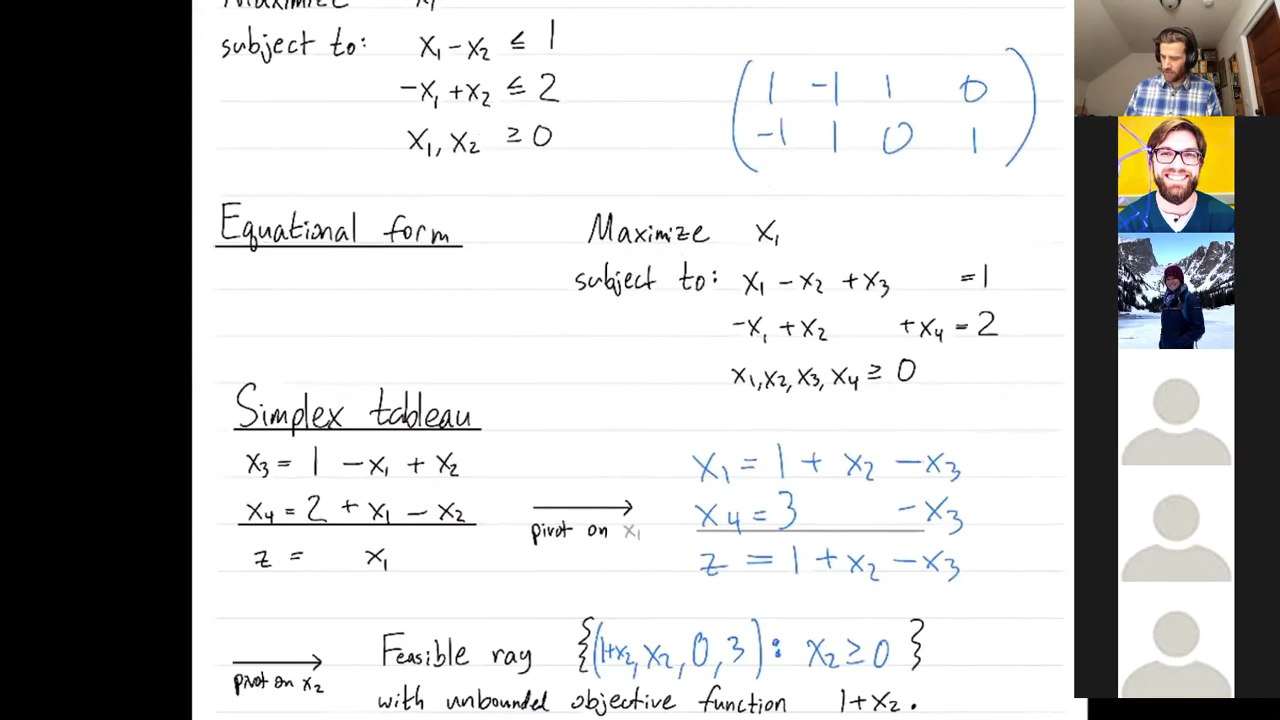 Maximize x₁
subject to: x₁ - x₂ ≤ 1
-x₁ + x₂ ≤ 2
x₁, x₂ ≥ 0
( 1 -1 1 0
-1 1 0 1 )
Equational form
Maximize x₁
subject to: x₁ - x₂ + x₃ = 1
-x₁ + x₂ + x₄ = 2
x₁, x₂, x₃, x₄ ≥ 0
Simplex tableau
x₃ = 1 - x₁ + x₂
x₄ = 2 + x₁ - x₂
z = x₁
→
pivot on x₁
x₁ = 1 + x₂ - x₃
x₄ = 3 - x₃
z = 1 + x₂ - x₃
→
pivot on x₂
Feasible ray {(1+x₂, x₂, 0, 3) : x₂ ≥ 0}
with unbounded objective function 1+x₂.